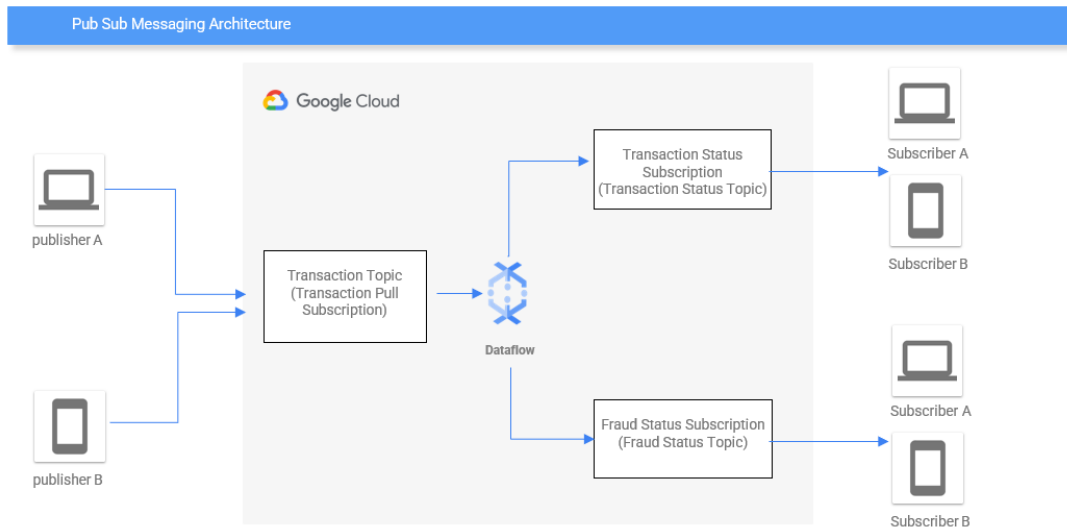 Pub Sub Messaging Architecture
Google Cloud
publisher A
publisher B
Transaction Topic
(Transaction Pull
Subscription)
Dataflow
Transaction Status
Subscription
(Transaction Status Topic)
Fraud Status Subscription
(Fraud Status Topic)
Subscriber A
Subscriber B
Subscriber A
Subscriber B